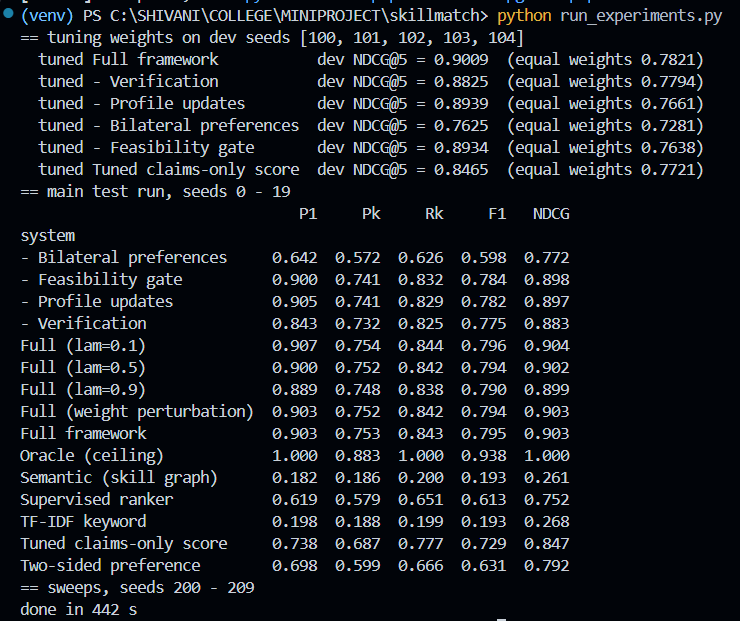 (venv) PS C:\SHIVANI\COLLEGE\MINIPROJECT\skillmatch> python run_experiments.py
== tuning weights on dev seeds [100, 101, 102, 103, 104]
tuned Full framework dev NDCG@5 = 0.9009 (equal weights 0.7821)
tuned - Verification dev NDCG@5 = 0.8825 (equal weights 0.7794)
tuned - Profile updates dev NDCG@5 = 0.8939 (equal weights 0.7661)
tuned - Bilateral preferences dev NDCG@5 = 0.7625 (equal weights 0.7281)
tuned - Feasibility gate dev NDCG@5 = 0.8934 (equal weights 0.7638)
tuned Tuned claims-only score dev NDCG@5 = 0.8465 (equal weights 0.7721)
== main test run, seeds 0 - 19
P1 Pk Rk F1 NDCG
system
- Bilateral preferences 0.642 0.572 0.626 0.598 0.772
- Feasibility gate 0.900 0.741 0.832 0.784 0.898
- Profile updates 0.905 0.741 0.829 0.782 0.897
- Verification 0.843 0.732 0.825 0.775 0.883
Full (lam=0.1) 0.907 0.754 0.844 0.796 0.904
Full (lam=0.5) 0.900 0.752 0.842 0.794 0.902
Full (lam=0.9) 0.889 0.748 0.838 0.790 0.899
Full (weight perturbation) 0.903 0.752 0.842 0.794 0.903
Full framework 0.903 0.753 0.843 0.795 0.903
Oracle (ceiling) 1.000 0.883 1.000 0.938 1.000
Semantic (skill graph) 0.182 0.186 0.200 0.193 0.261
Supervised ranker 0.619 0.579 0.651 0.613 0.752
TF-IDF keyword 0.198 0.188 0.199 0.193 0.268
Tuned claims-only score 0.738 0.687 0.777 0.729 0.847
Two-sided preference 0.698 0.599 0.666 0.631 0.792
== sweeps, seeds 200 - 209
done in 442 s